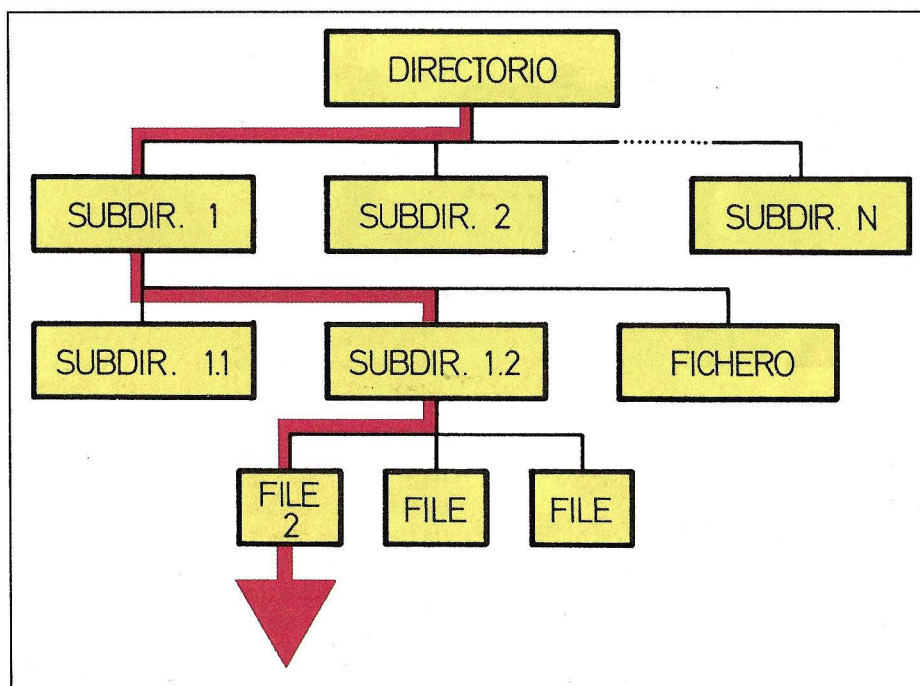 DIRECTORIO
SUBDIR. 1
SUBDIR. 2
SUBDIR. N
SUBDIR. 1.1
SUBDIR. 1.2
FICHERO
FILE
2
FILE
FILE